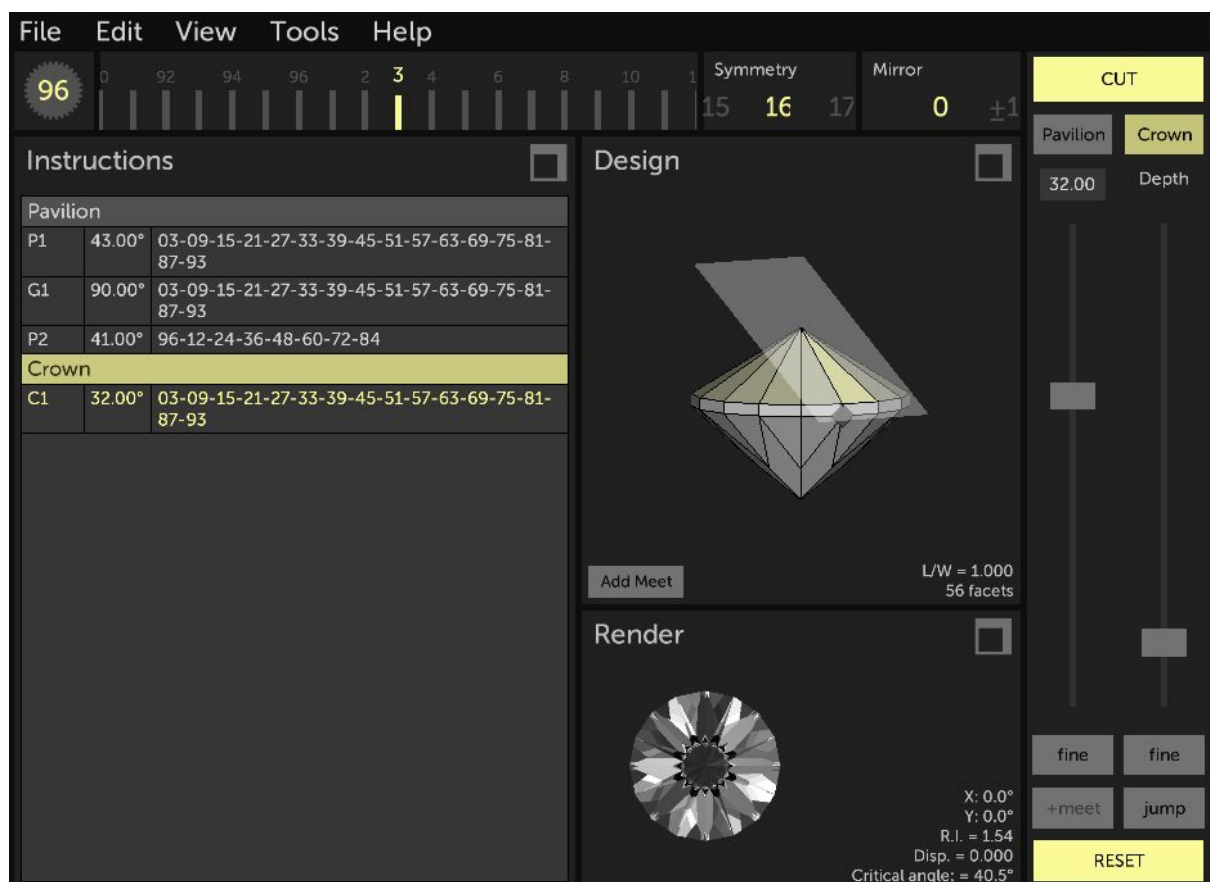 File Edit View Tools Help
96
0 92 94 96 2 3 4 6 8 10 1
Symmetry
15 16 17
Mirror
0 ±1
CUT
Pavilion Crown
32.00 Depth
Instructions
Pavilion
P1 43.00° 03-09-15-21-27-33-39-45-51-57-63-69-75-81-
87-93
G1 90.00° 03-09-15-21-27-33-39-45-51-57-63-69-75-81-
87-93
P2 41.00° 96-12-24-36-48-60-72-84
Crown
C1 32.00° 03-09-15-21-27-33-39-45-51-57-63-69-75-81-
87-93
Design
Add Meet
L/W = 1.000
56 facets
Render
X: 0.0°
Y: 0.0°
R.I. = 1.54
Disp. = 0.000
Critical angle: = 40.5°
fine fine
+meet jump
RESET